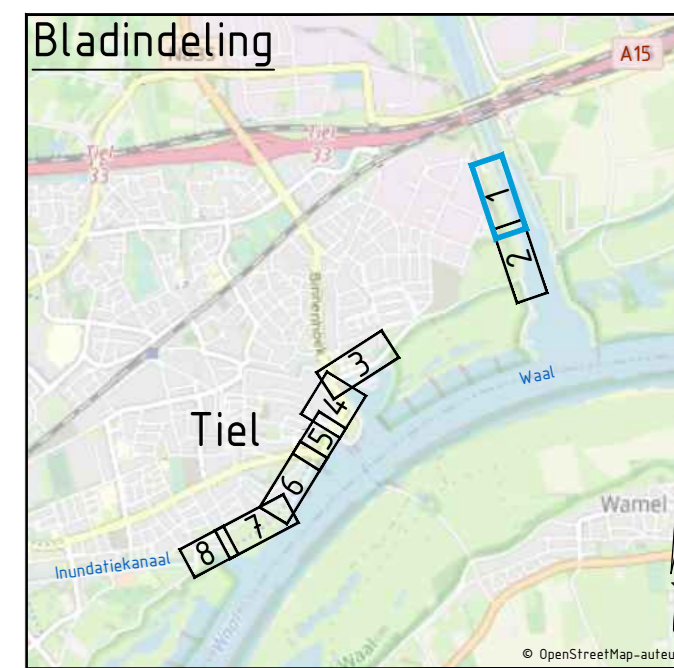 Bladindeling
A15
Tiel
33
Tiel
33
1
2
3
4
5
6
7
8
Waal
Tiel
Wamel
Inundatiekanaal
Waal
© OpenStreetMap-auteu